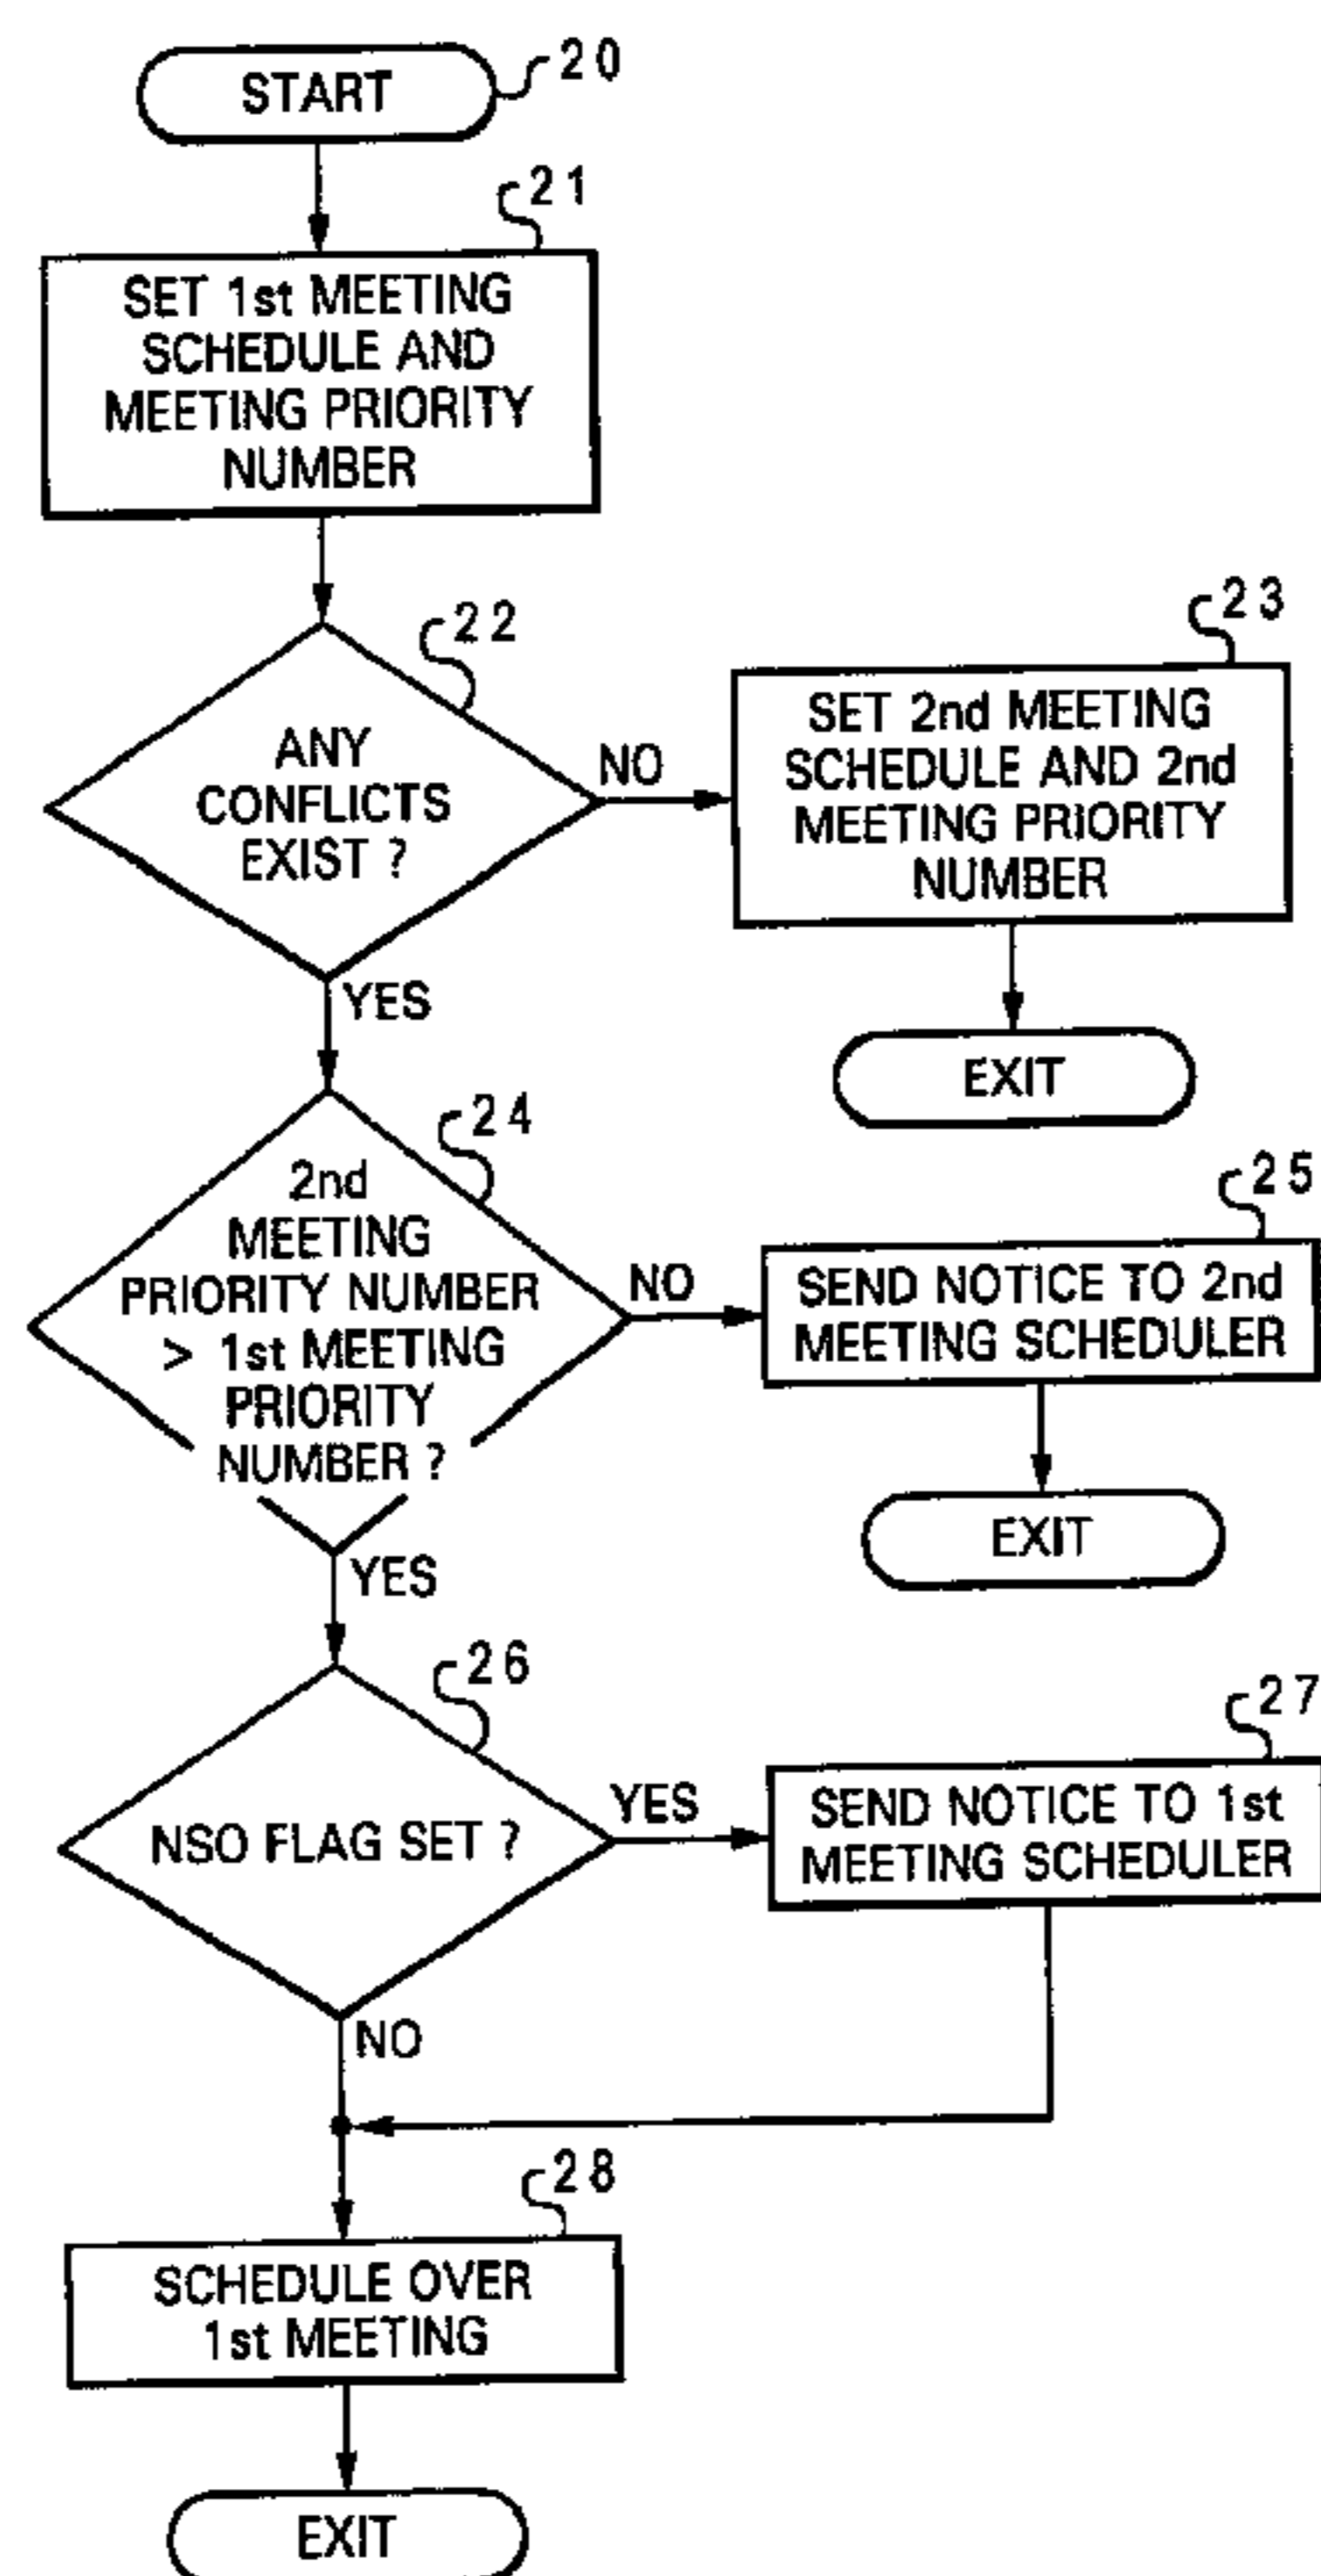 START
20
21
SET 1st MEETING
SCHEDULE AND
MEETING PRIORITY
NUMBER
22
ANY
CONFLICTS
EXIST ?
NO
23
SET 2nd MEETING
SCHEDULE AND 2nd
MEETING PRIORITY
NUMBER
EXIT
YES
24
2nd
MEETING
PRIORITY NUMBER
> 1st MEETING
PRIORITY
NUMBER ?
NO
25
SEND NOTICE TO 2nd
MEETING SCHEDULER
EXIT
YES
26
NSO FLAG SET ?
YES
27
SEND NOTICE TO 1st
MEETING SCHEDULER
NO
28
SCHEDULE OVER
1st MEETING
EXIT